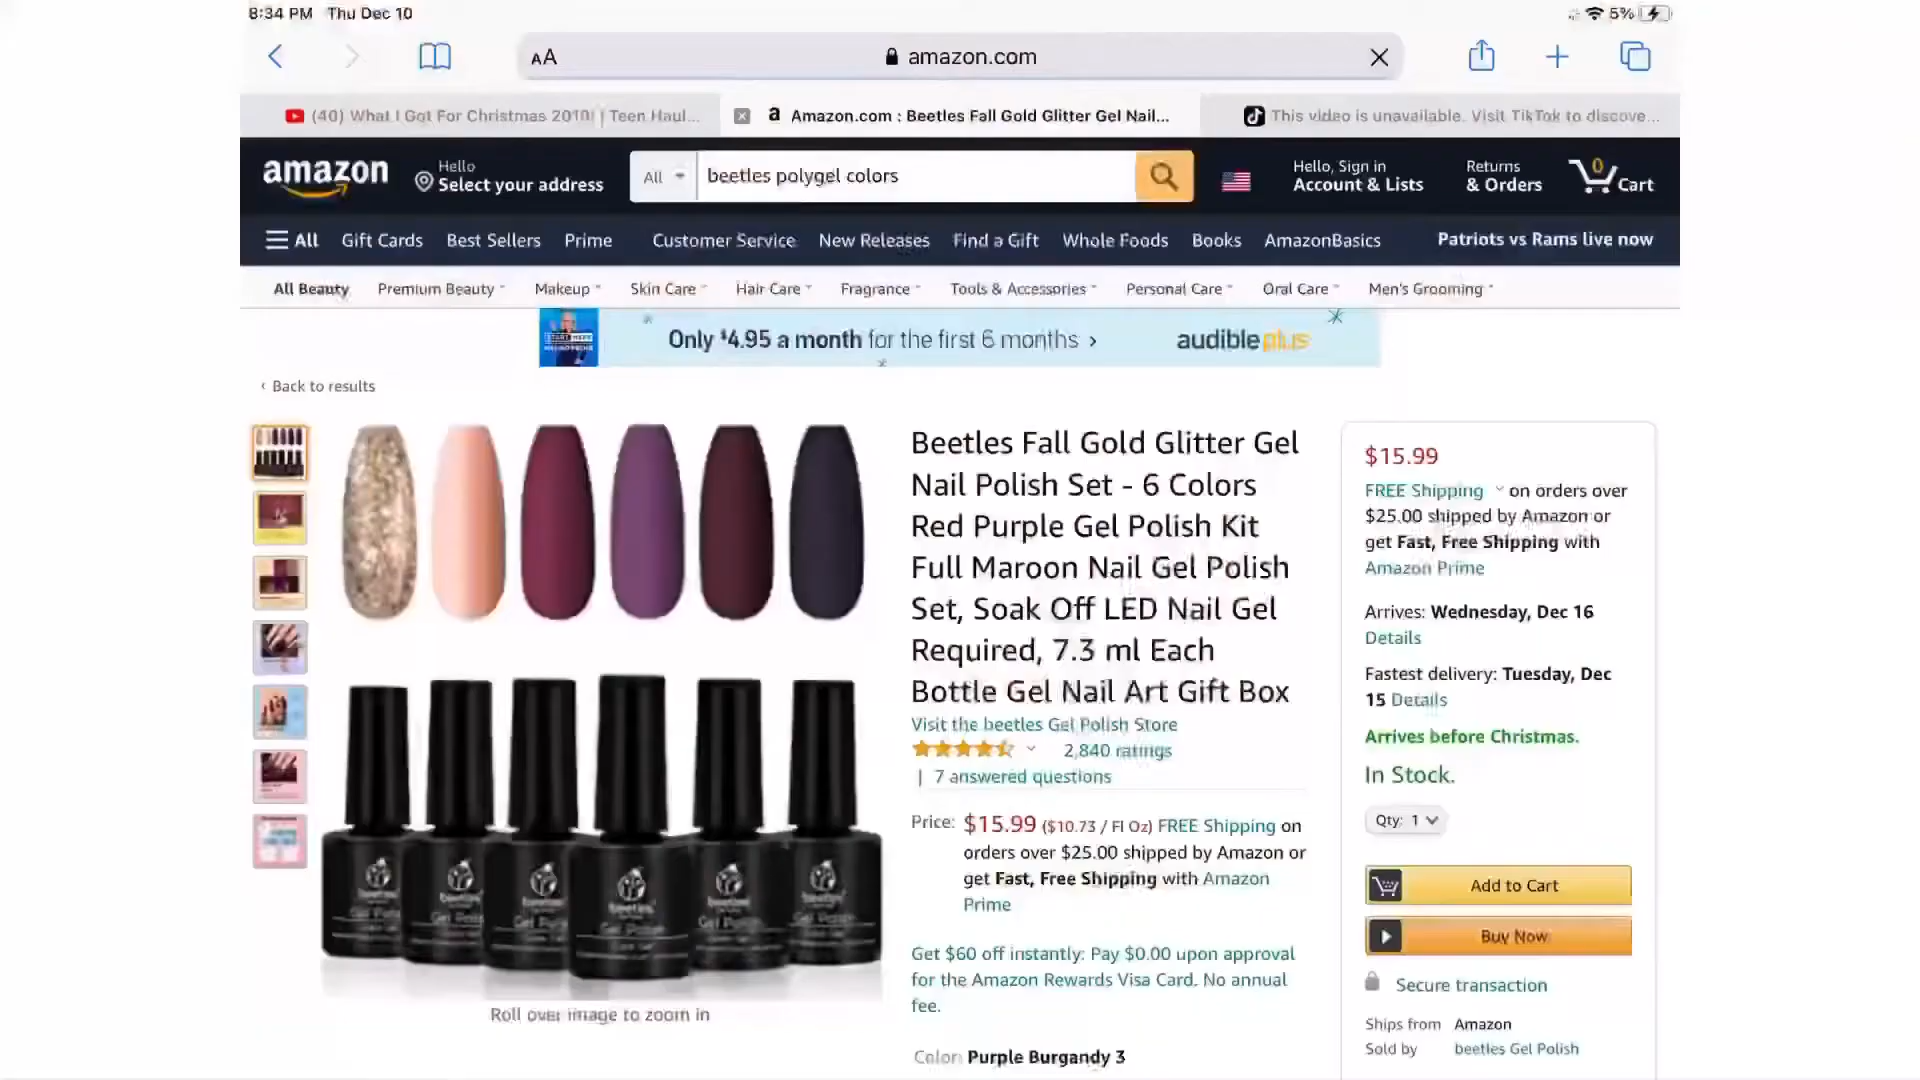 8:34 PM Thu Dec 10
5%
AA
amazon.com
(40) What I Got For Christmas 2019! | Teen Haul...
Amazon.com : Beetles Fall Gold Glitter Gel Nail...
This video is unavailable. Visit TikTok to discove...
amazon
Hello
Select your address
All
beetles polygel colors
Hello, Sign in
Account & Lists
Returns
& Orders
0
Cart
All Gift Cards Best Sellers Prime Customer Service New Releases Find a Gift Whole Foods Books AmazonBasics Patriots vs Rams live now
All Beauty Premium Beauty Makeup Skin Care Hair Care Fragrance Tools & Accessories Personal Care Oral Care Men's Grooming
Only $4.95 a month for the first 6 months ›
audible plus
‹ Back to results
Beetles Fall Gold Glitter Gel
Nail Polish Set - 6 Colors
Red Purple Gel Polish Kit
Full Maroon Nail Gel Polish
Set, Soak Off LED Nail Gel
Required, 7.3 ml Each
Bottle Gel Nail Art Gift Box
Visit the beetles Gel Polish Store
2,840 ratings
| 7 answered questions
Price: $15.99 ($10.73 / Fl Oz) FREE Shipping on
orders over $25.00 shipped by Amazon or
get Fast, Free Shipping with Amazon
Prime
Get $60 off instantly: Pay $0.00 upon approval
for the Amazon Rewards Visa Card. No annual
fee.
Color: Purple Burgandy 3
Roll over image to zoom in
$15.99
FREE Shipping on orders over
$25.00 shipped by Amazon or
get Fast, Free Shipping with
Amazon Prime
Arrives: Wednesday, Dec 16
Details
Fastest delivery: Tuesday, Dec
15 Details
Arrives before Christmas.
In Stock.
Qty: 1
Add to Cart
Buy Now
Secure transaction
Ships from Amazon
Sold by beetles Gel Polish